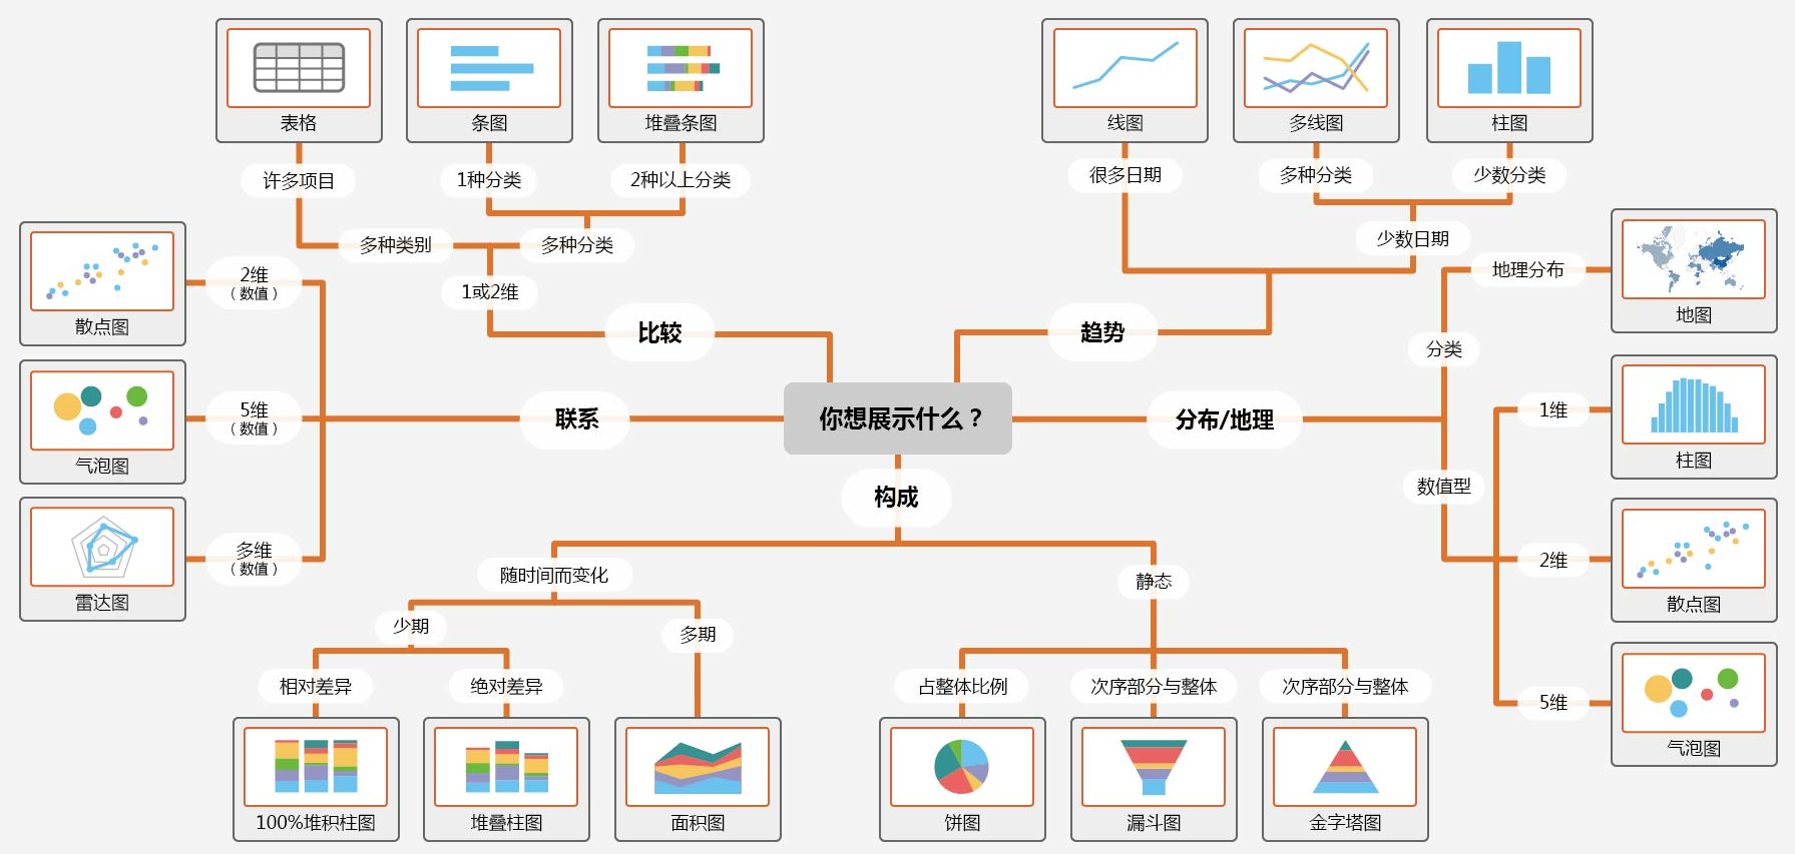 表格
条图
堆叠条图
线图
多线图
柱图
许多项目
1种分类
2种以上分类
很多日期
多种分类
少数分类
多种类别
多种分类
少数日期
1或2维
地理分布
地图
2维
（数值）
散点图
比较
趋势
分类
5维
（数值）
气泡图
联系
你想展示什么？
分布/地理
1维
柱图
构成
数值型
多维
（数值）
雷达图
随时间而变化
静态
2维
散点图
少期
多期
相对差异
绝对差异
占整体比例
次序部分与整体
次序部分与整体
5维
气泡图
100%堆积柱图
堆叠柱图
面积图
饼图
漏斗图
金字塔图